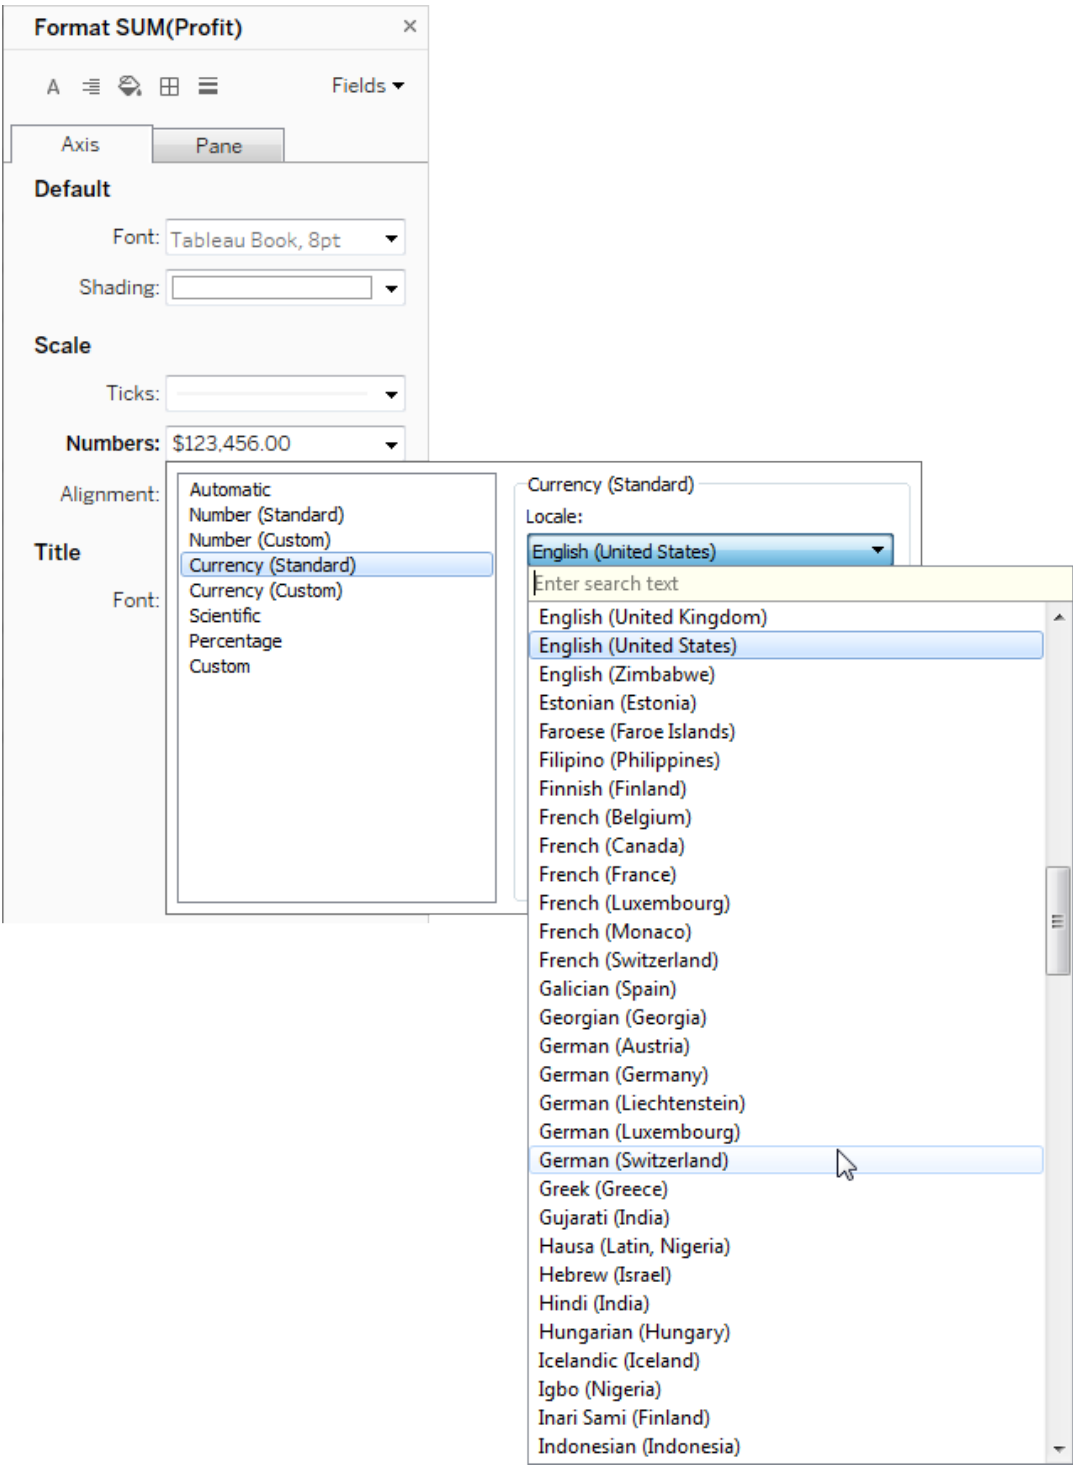 Format SUM(Profit)
A
Fields
Axis
Pane
Default
Font: Tableau Book, 8pt
Shading:
Scale
Ticks:
Numbers: $123,456.00
Alignment:
Title
Font:
Automatic
Number (Standard)
Number (Custom)
Currency (Standard)
Currency (Custom)
Scientific
Percentage
Custom
Currency (Standard)
Locale:
English (United States)
Enter search text
English (United Kingdom)
English (United States)
English (Zimbabwe)
Estonian (Estonia)
Faroese (Faroe Islands)
Filipino (Philippines)
Finnish (Finland)
French (Belgium)
French (Canada)
French (France)
French (Luxembourg)
French (Monaco)
French (Switzerland)
Galician (Spain)
Georgian (Georgia)
German (Austria)
German (Germany)
German (Liechtenstein)
German (Luxembourg)
German (Switzerland)
Greek (Greece)
Gujarati (India)
Hausa (Latin, Nigeria)
Hebrew (Israel)
Hindi (India)
Hungarian (Hungary)
Icelandic (Iceland)
Igbo (Nigeria)
Inari Sami (Finland)
Indonesian (Indonesia)